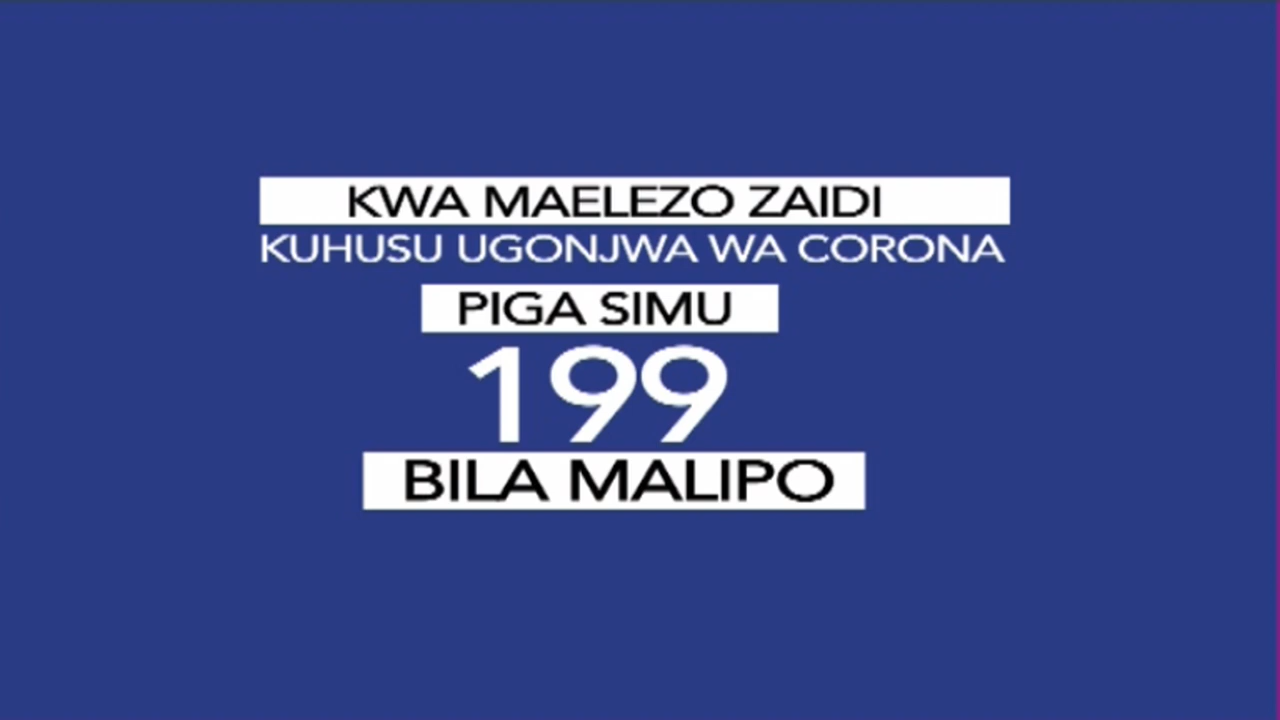 KWA MAELEZO ZAIDI
KUHUSU UGONJWA WA CORONA
PIGA SIMU
199
BILA MALIPO